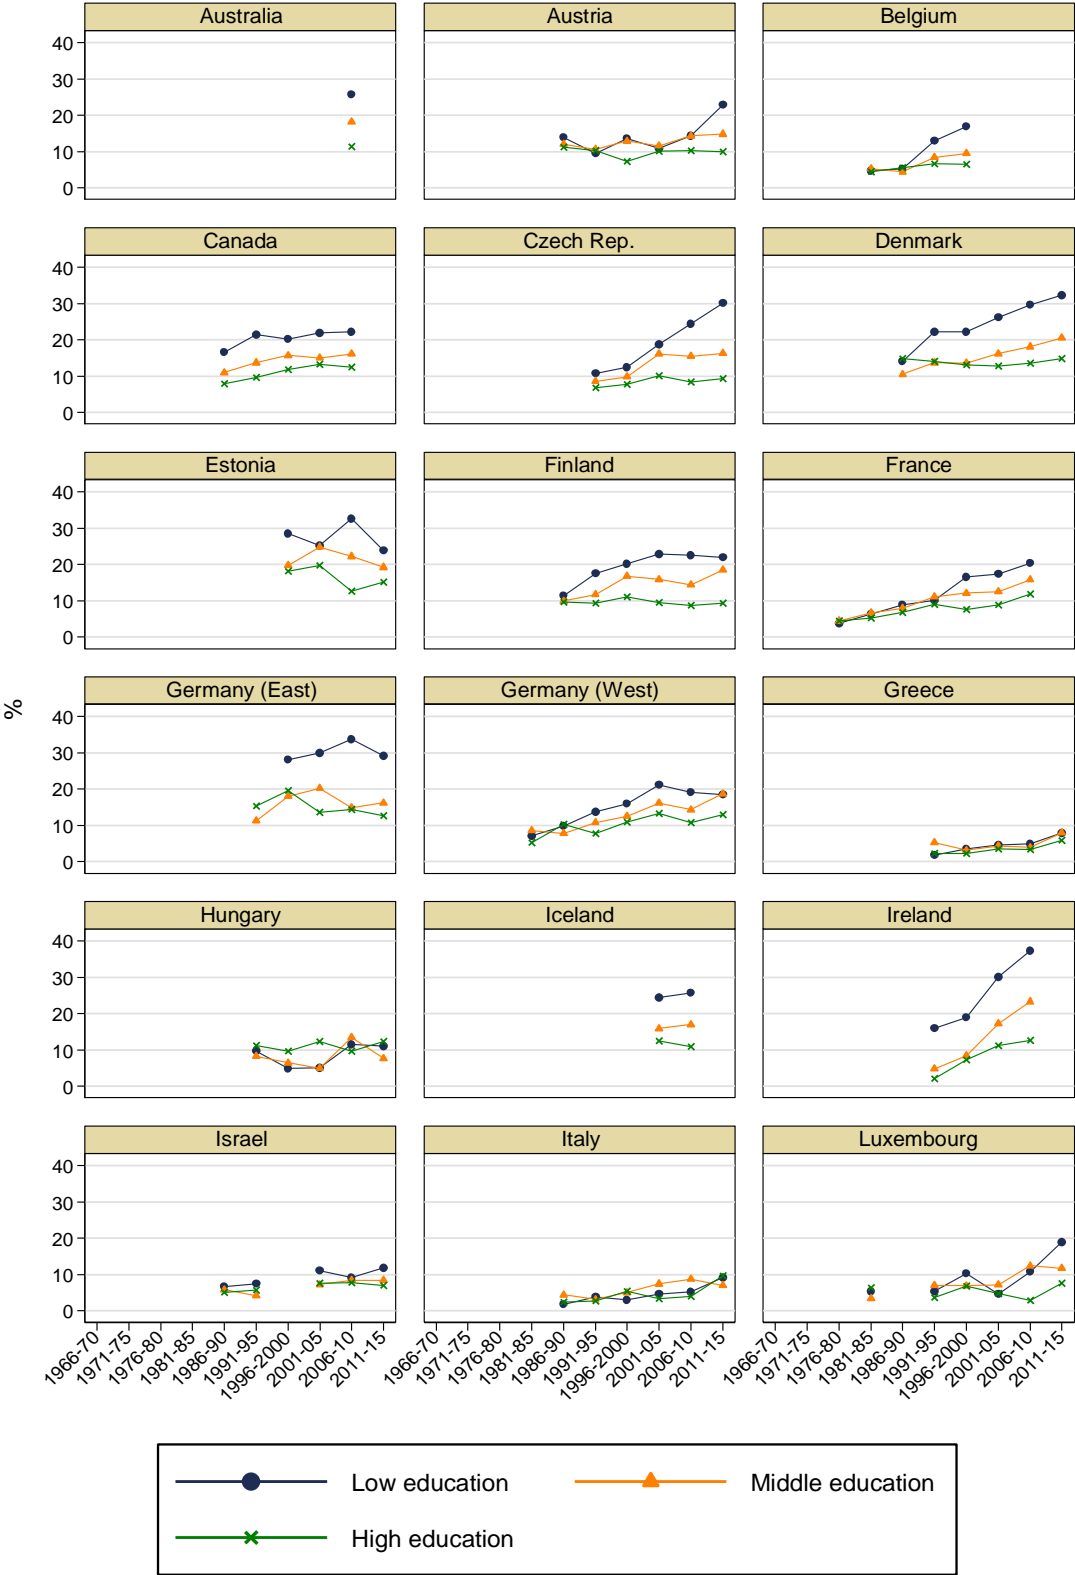 Australia
Austria
Belgium
40
30
20
10
0
Canada
Czech Rep.
Denmark
40
30
20
10
0
Estonia
Finland
France
40
30
20
10
0
%
Germany (East)
Germany (West)
Greece
40
30
20
10
0
Hungary
Iceland
Ireland
40
30
20
10
0
Israel
Italy
Luxembourg
40
30
20
10
0
1966-70
1971-75
1976-80
1981-85
1986-90
1991-95
1996-2000
2001-05
2006-10
2011-15
1966-70
1971-75
1976-80
1981-85
1986-90
1991-95
1996-2000
2001-05
2006-10
2011-15
1966-70
1971-75
1976-80
1981-85
1986-90
1991-95
1996-2000
2001-05
2006-10
2011-15
Low education
Middle education
High education